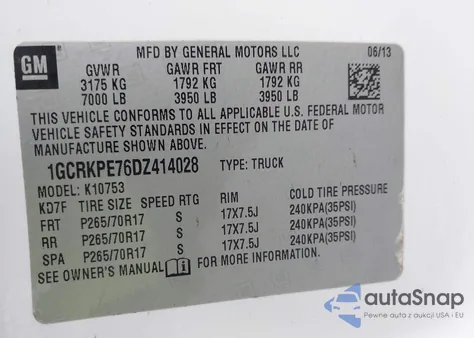 GM
MFD BY GENERAL MOTORS LLC 06/13
GVWR GAWR FRT GAWR RR
3175 KG 1792 KG 1792 KG
7000 LB 3950 LB 3950 LB
THIS VEHICLE CONFORMS TO ALL APPLICABLE U.S. FEDERAL MOTOR
VEHICLE SAFETY STANDARDS IN EFFECT ON THE DATE OF
MANUFACTURE SHOWN ABOVE.
1GCRKPE76DZ414028 TYPE: TRUCK
MODEL: K10753
KD7F TIRE SIZE SPEED RTG RIM COLD TIRE PRESSURE
FRT P265/70R17 S 17X7.5J 240KPA(35PSI)
RR P265/70R17 S 17X7.5J 240KPA(35PSI)
SPA P265/70R17 S 17X7.5J 240KPA(35PSI)
SEE OWNER'S MANUAL FOR MORE INFORMATION.
autoSnap
Pewne auta z aukcji USA i EU